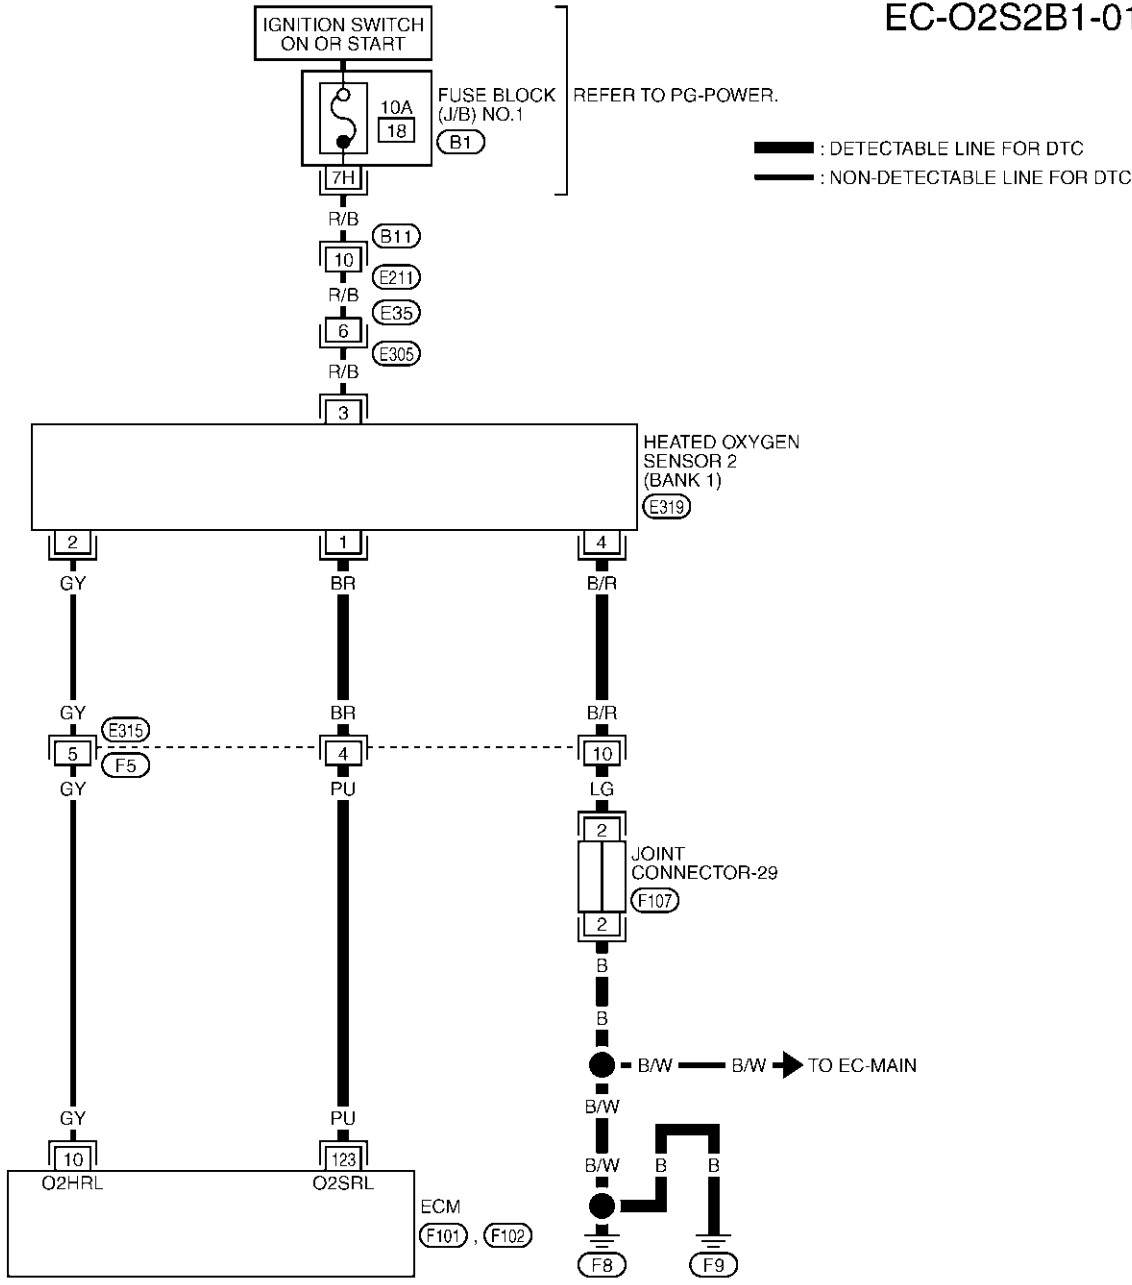 EC-O2S2B1-01
IGNITION SWITCH
ON OR START
FUSE BLOCK
(J/B) NO.1
REFER TO PG-POWER.
10A
18
B1
: DETECTABLE LINE FOR DTC
: NON-DETECTABLE LINE FOR DTC
7H
R/B
B11
10
E211
R/B
E35
6
E305
R/B
3
HEATED OXYGEN
SENSOR 2
(BANK 1)
E319
2 1 4
GY BR B/R
GY BR B/R
E315
5 4 10
F5
GY PU LG
2
JOINT
CONNECTOR-29
F107
2
B
B
B/W B/W TO EC-MAIN
B/W
GY PU
B/W B B
10 123
O2HRL O2SRL
ECM
F101 , F102
F8 F9